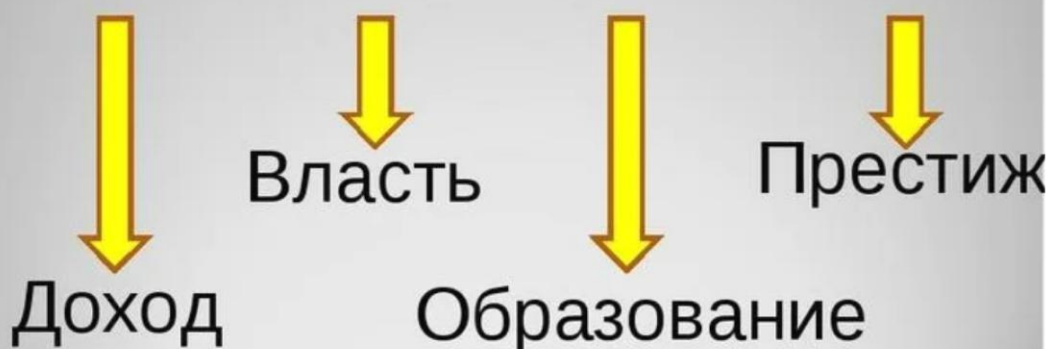 Власть
Престиж
Доход
Образование